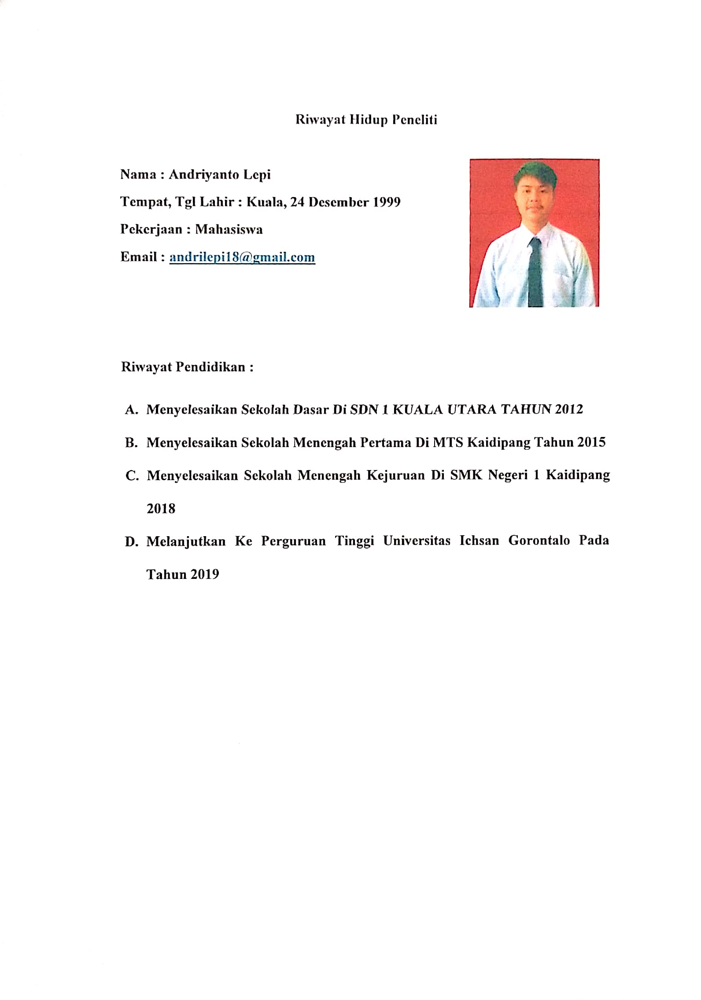 Riwayat Hidup Peneliti
Nama : Andriyanto Lepi
Tempat, Tgl Lahir : Kuala, 24 Desember 1999
Pekerjaan : Mahasiswa
Email : andrilepi18@gmail.com
Riwayat Pendidikan :
A. Menyelesaikan Sekolah Dasar Di SDN 1 KUALA UTARA TAHUN 2012
B. Menyelesaikan Sekolah Menengah Pertama Di MTS Kaidipang Tahun 2015
C. Menyelesaikan Sekolah Menengah Kejuruan Di SMK Negeri 1 Kaidipang
2018
D. Melanjutkan Ke Perguruan Tinggi Universitas Ichsan Gorontalo Pada
Tahun 2019